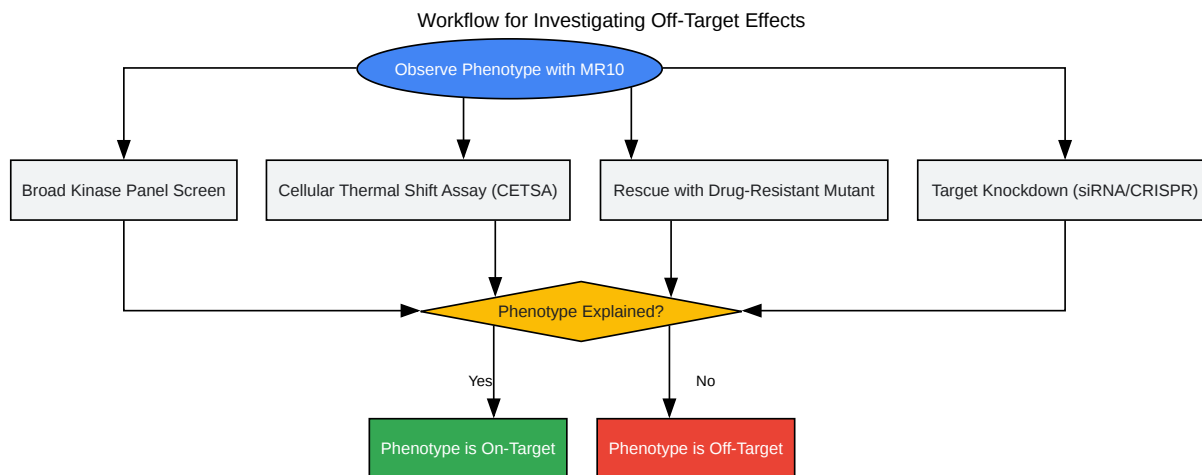 Workflow for Investigating Off-Target Effects
Observe Phenotype with MR10
Broad Kinase Panel Screen
Cellular Thermal Shift Assay (CETSA)
Rescue with Drug-Resistant Mutant
Target Knockdown (siRNA/CRISPR)
Phenotype Explained?
Yes
No
Phenotype is On-Target
Phenotype is Off-Target